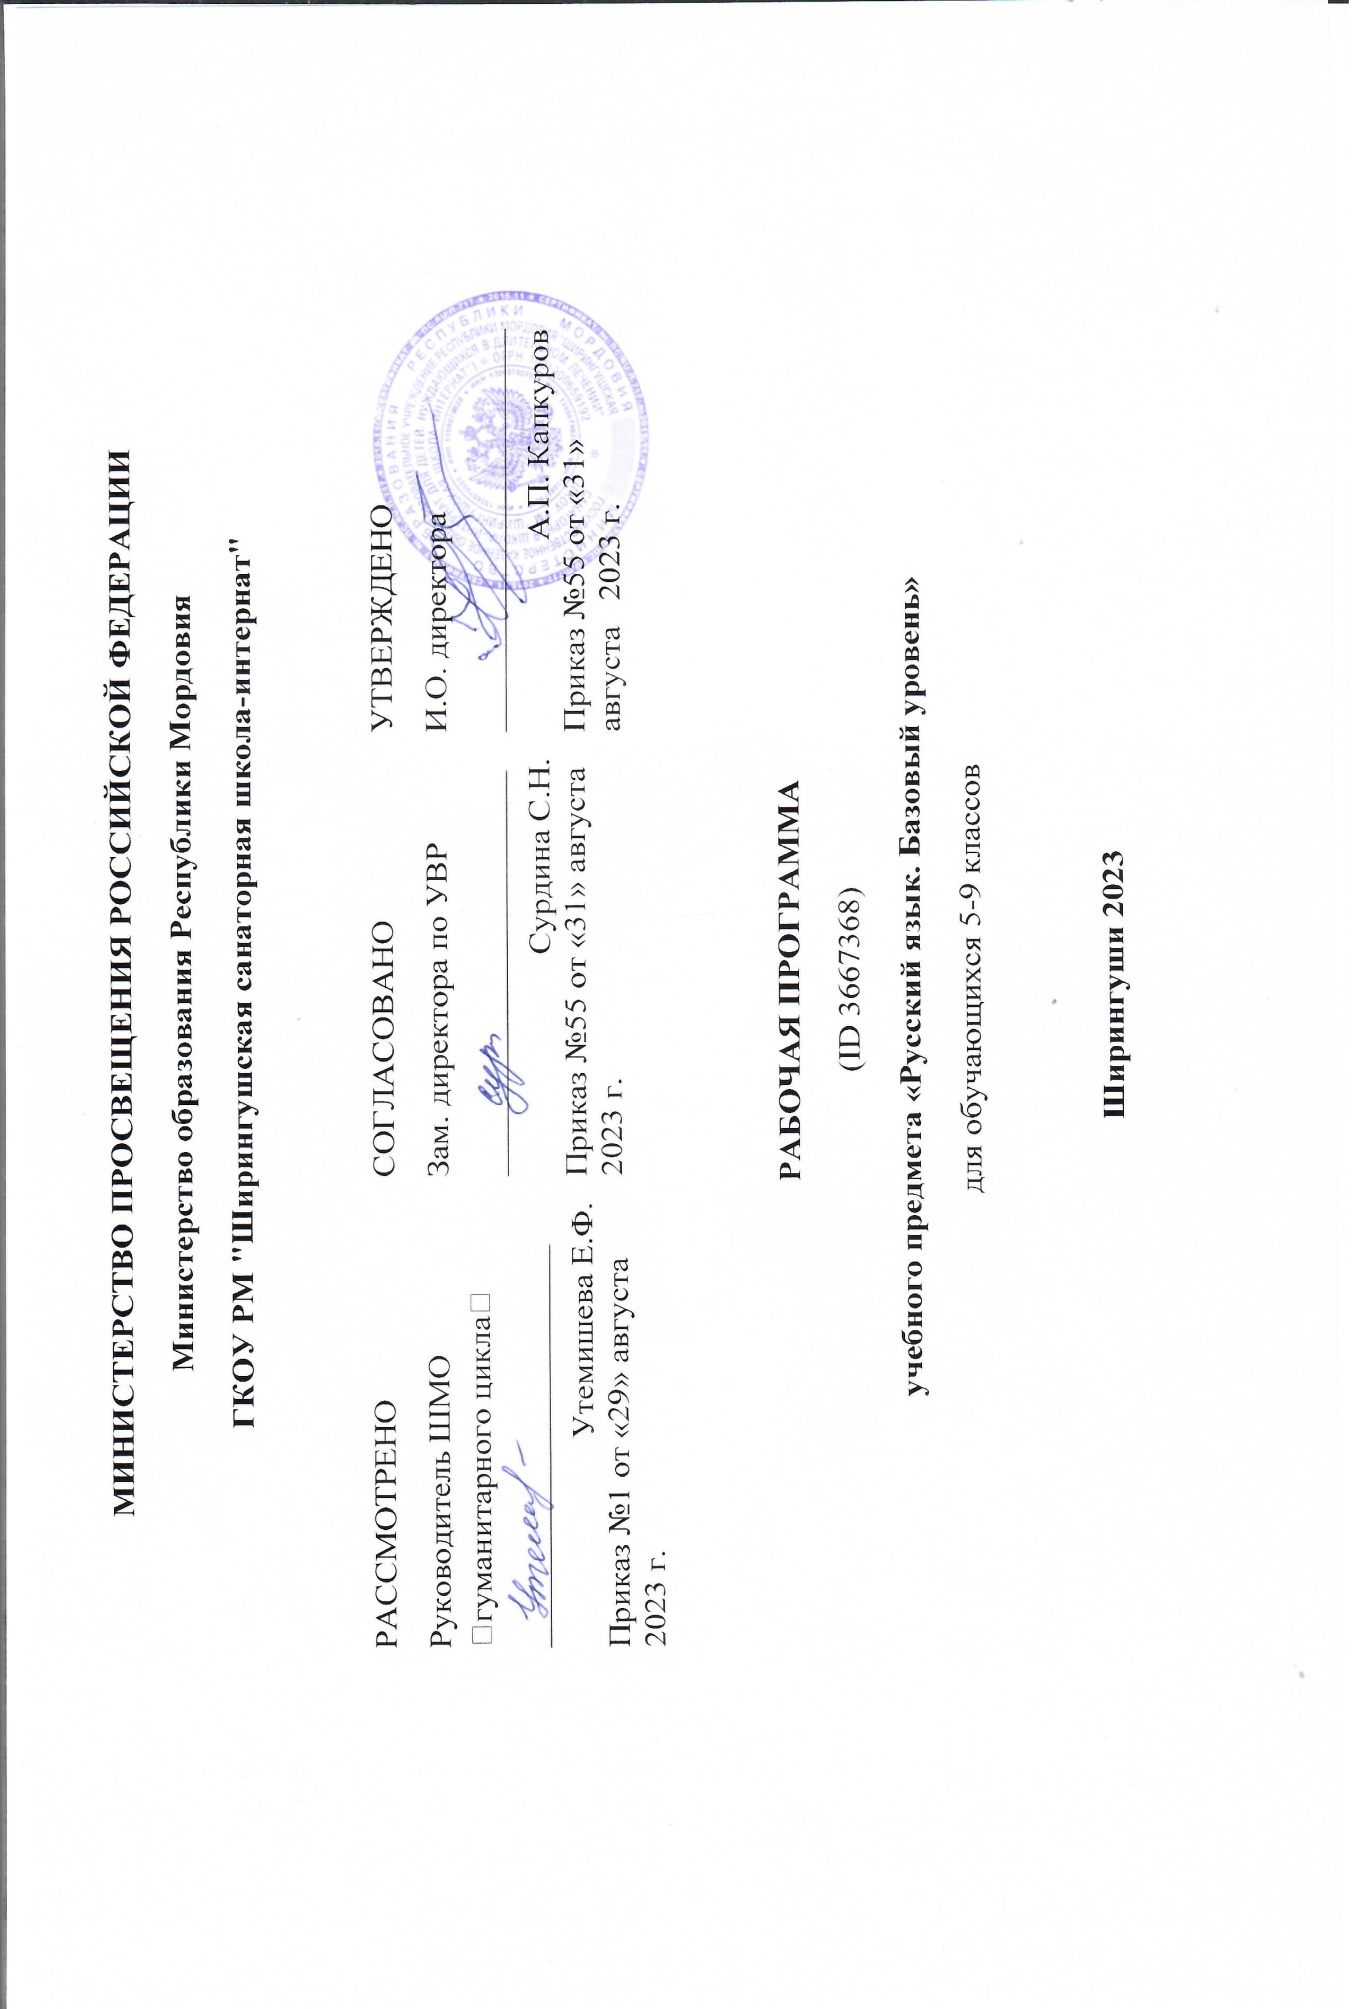 МИНИСТЕРСТВО ПРОСВЕЩЕНИЯ РОССИЙСКОЙ ФЕДЕРАЦИИ
Министерство образования Республики Мордовия
ГКОУ РМ "Ширингушская санаторная школа-интернат"
РАССМОТРЕНО
Руководитель ШМО
гуманитарного цикла
Утемишева Е.Ф.
Приказ №1 от «29» августа
2023 г.
СОГЛАСОВАНО
Зам. директора по УВР
Сурдина С.Н.
Приказ №55 от «31» августа
2023 г.
УТВЕРЖДЕНО
И.О. директора
А.П. Капкуров
Приказ №55 от «31»
августа 2023 г.
РЕСПУБЛИКИ МОРДОВИЯ
РАБОЧАЯ ПРОГРАММА
(ID 3667368)
учебного предмета «Русский язык. Базовый уровень»
для обучающихся 5-9 классов
Ширингуши 2023